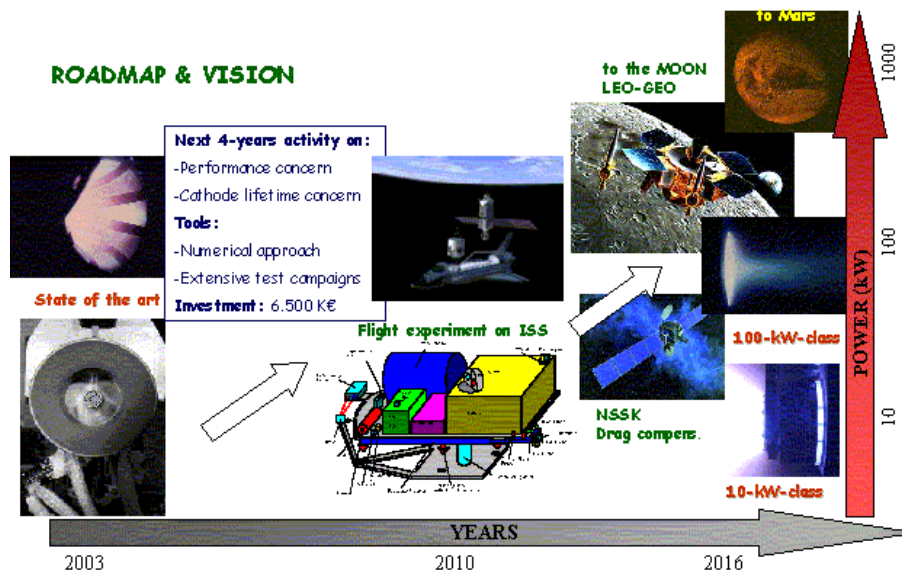 to Mars
ROADMAP & VISION
to the MOON
LEO-GEO
Next 4-years activity on:
-Performance concern
-Cathode lifetime concern
Tools:
-Numerical approach
-Extensive test campaigns
Investment: 6.500 K€
State of the art
Flight experiment on ISS
100-kW-class
NSSK
Drag compens.
10-kW-class
POWER (kW)
1000
100
10
YEARS
2003
2010
2016